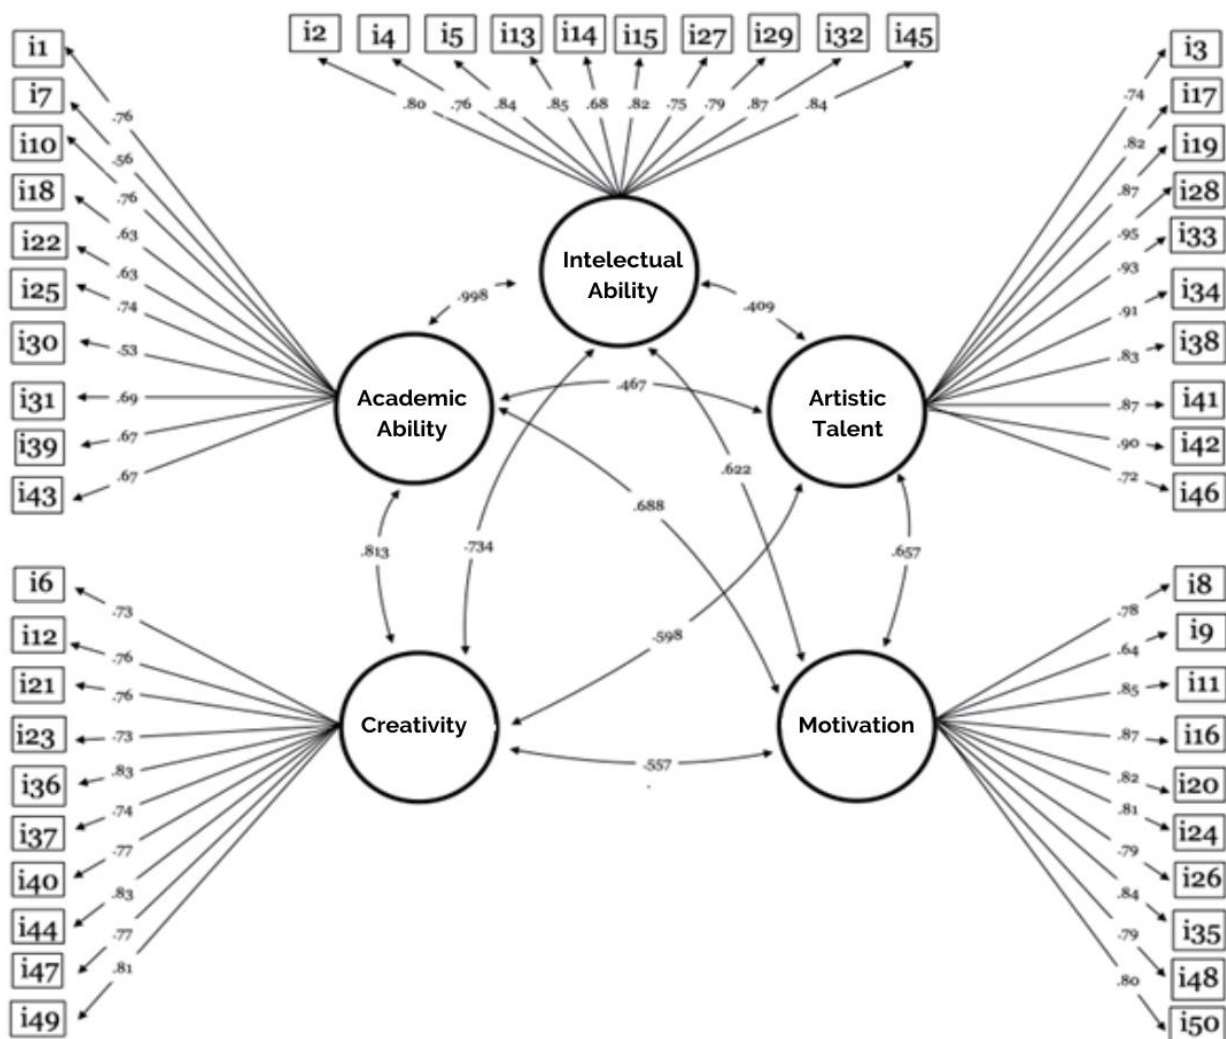 i2 i4 i5 i13 i14 i15 i27 i29 i32 i45
.80 .76 .84 .85 .68 .82 .75 .79 .87 .84
i1
i7
i10
i18
i22
i25
i30
i31
i39
i43
.76
.56
.76
.63
.63
.74
.53
.69
.67
.67
i3
i17
i19
i28
i33
i34
i38
i41
i42
i46
.74
.82
.87
.95
.93
.91
.83
.87
.90
.72
Intelectual
Ability
.998
.409
Academic
Ability
.467
Artistic
Talent
.622
.688
.813
.734
.657
.598
Creativity
Motivation
.557
i6
i12
i21
i23
i36
i37
i40
i44
i47
i49
.73
.76
.76
.73
.83
.74
.77
.83
.77
.81
i8
i9
i11
i16
i20
i24
i26
i35
i48
i50
.78
.64
.85
.87
.82
.81
.79
.84
.79
.80